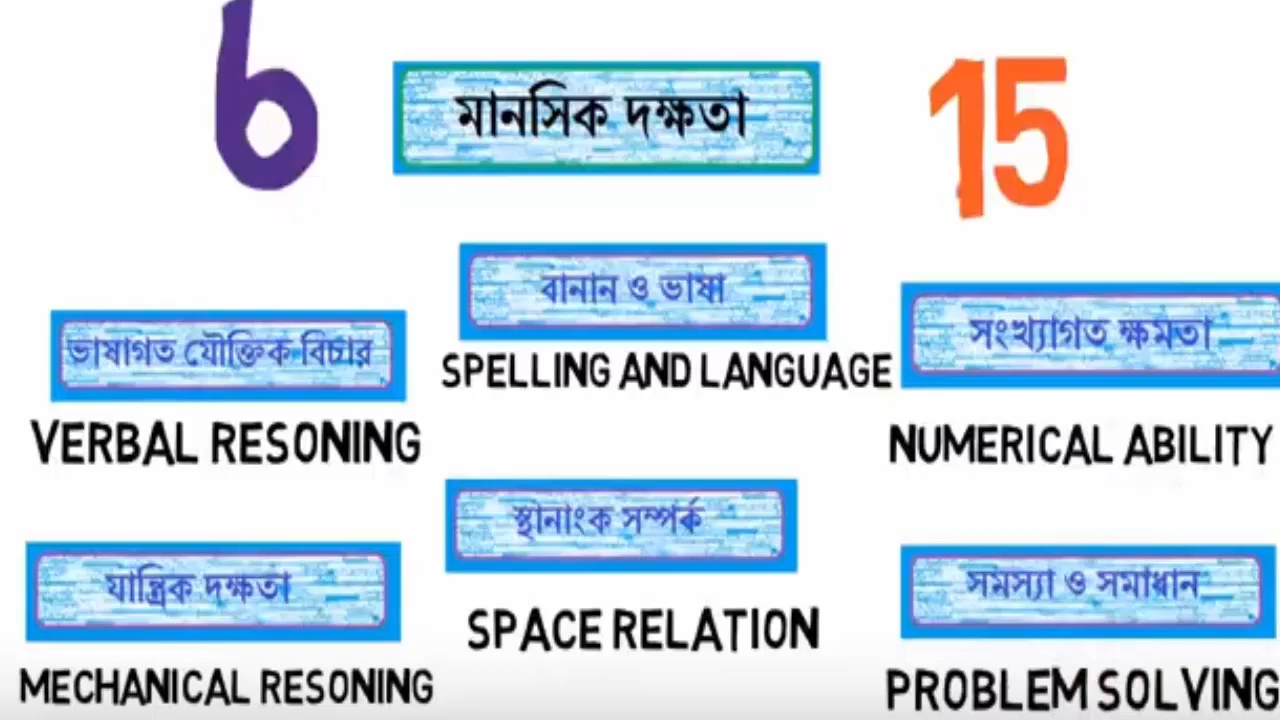 6
মানসিক দক্ষতা
15
ভাষাগত যৌক্তিক বিচার
VERBAL RESONING
বানান ও ভাষা
SPELLING AND LANGUAGE
সংখ্যাগত ক্ষমতা
NUMERICAL ABILITY
যান্ত্রিক দক্ষতা
MECHANICAL RESONING
স্থানাংক সম্পর্ক
SPACE RELATION
সমস্যা ও সমাধান
PROBLEM SOLVING